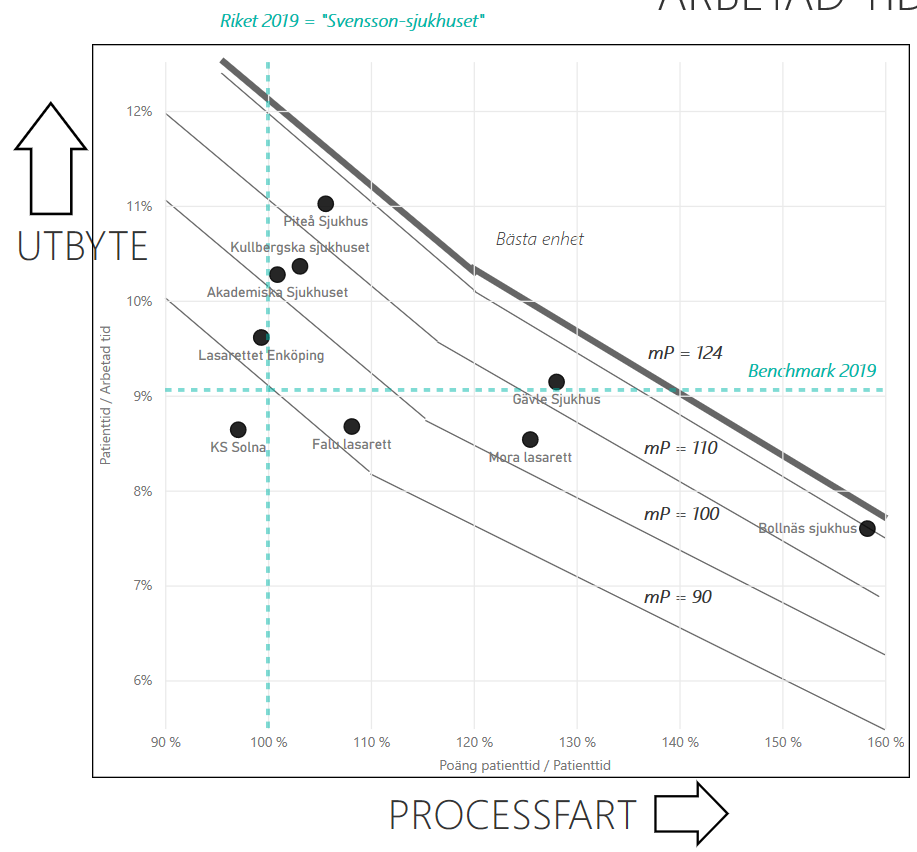 ARBETAD TID
Riket 2019 = "Svensson-sjukhuset"
12%
11%
Piteå Sjukhus
UTBYTE
Kullbergska sjukhuset
Bästa enhet
Akademiska Sjukhuset
10%
Patienttid / Arbetad tid
Lasarettet Enköping
mP = 124
Benchmark 2019
9%
Gävle Sjukhus
KS Solna
Falu lasarett
Mora lasarett
mP = 110
8%
mP = 100
Bollnäs sjukhus
7%
mP = 90
6%
90 % 100 % 110 % 120 % 130 % 140 % 150 % 160 %
Poäng patienttid / Patienttid
PROCESSFART